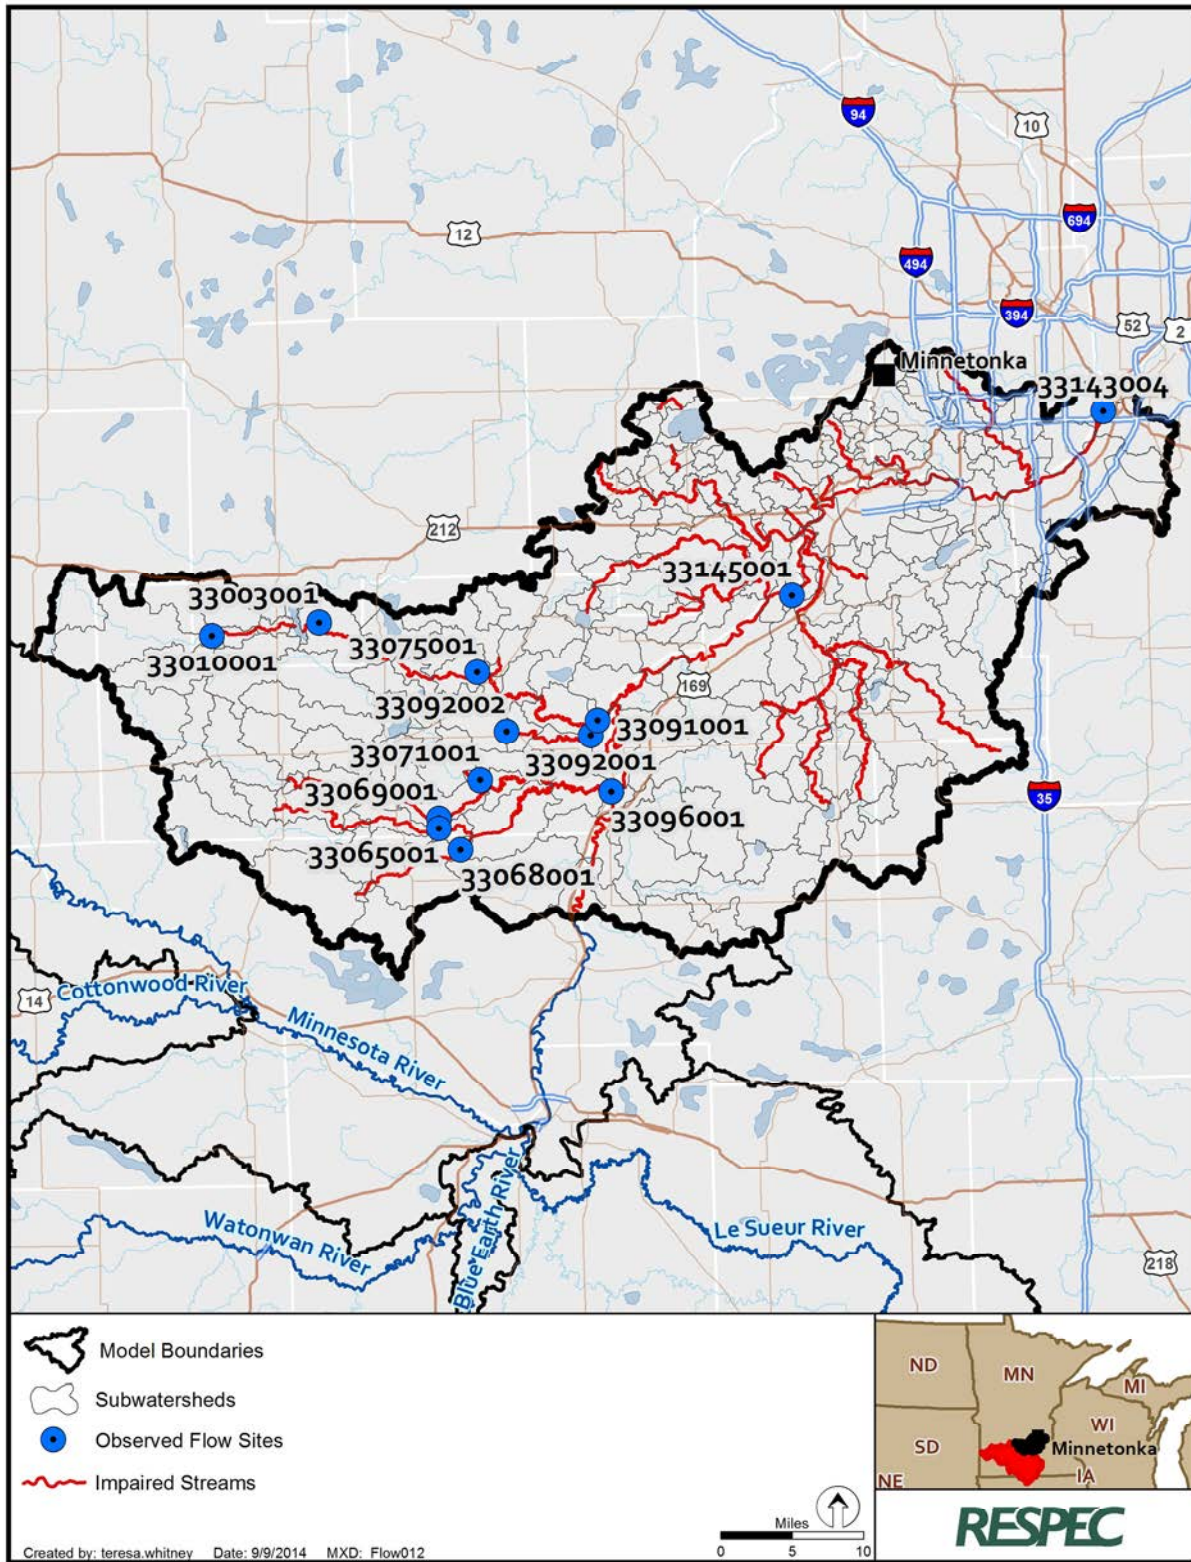 94
10
694
12
494
394
52
2
Minnetonka
33143004
212
33145001
33003001
33010001
33075001
169
33092002
33091001
33071001
33092001
33069001
35
33096001
33065001
33068001
14
Cottonwood River
Minnesota River
Blue Earth River
Watonwan River
Le Sueur River
218
Model Boundaries
Subwatersheds
Observed Flow Sites
Impaired Streams
Miles
0 5 10
Created by: teresa.whitney Date: 9/9/2014 MXD: Flow012
ND
MN
MI
WI
SD
Minnetonka
NE
IA
RESPEC